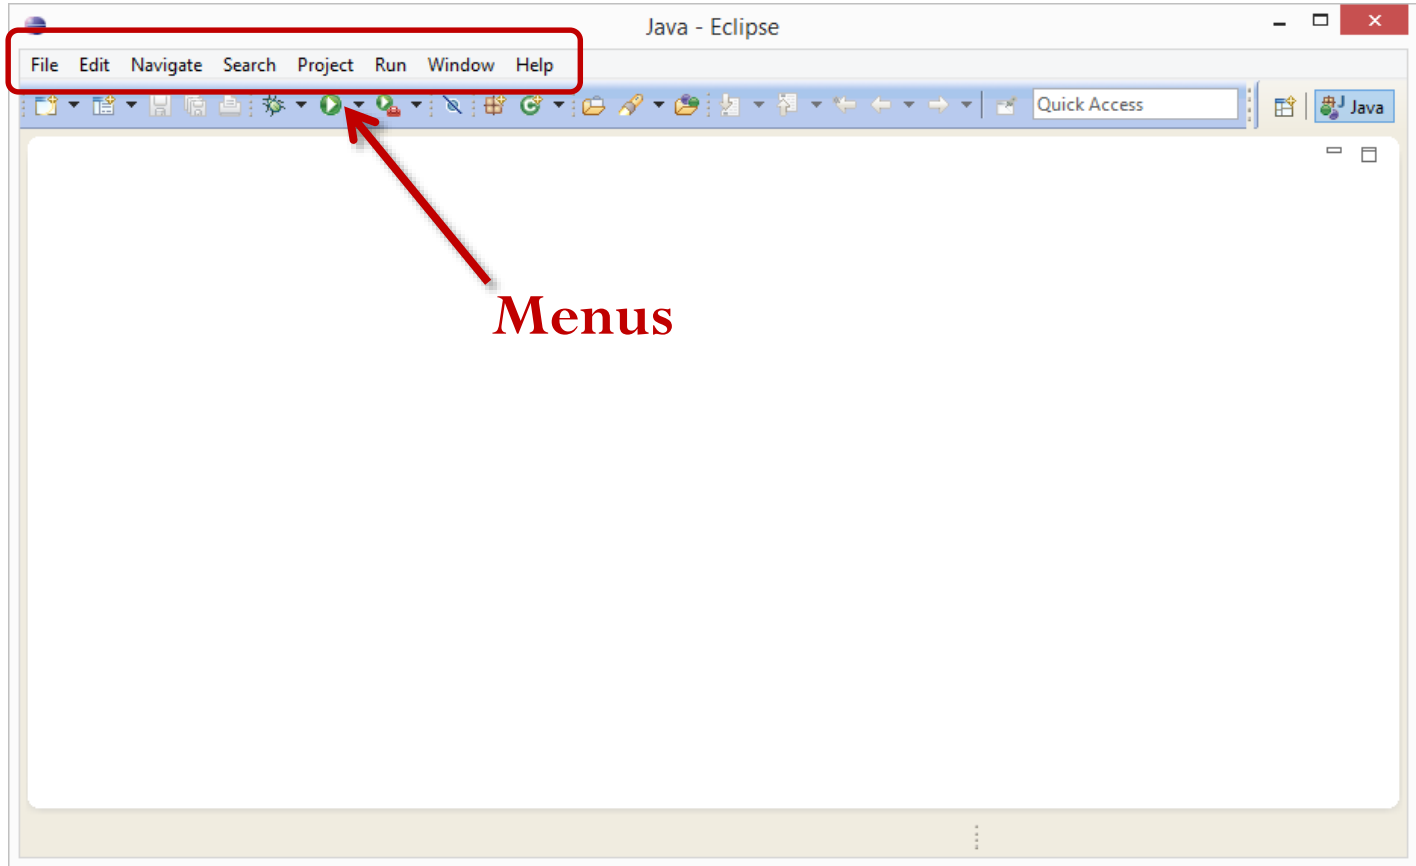 Java - Eclipse
File Edit Navigate Search Project Run Window Help
Quick Access
Java
Menus